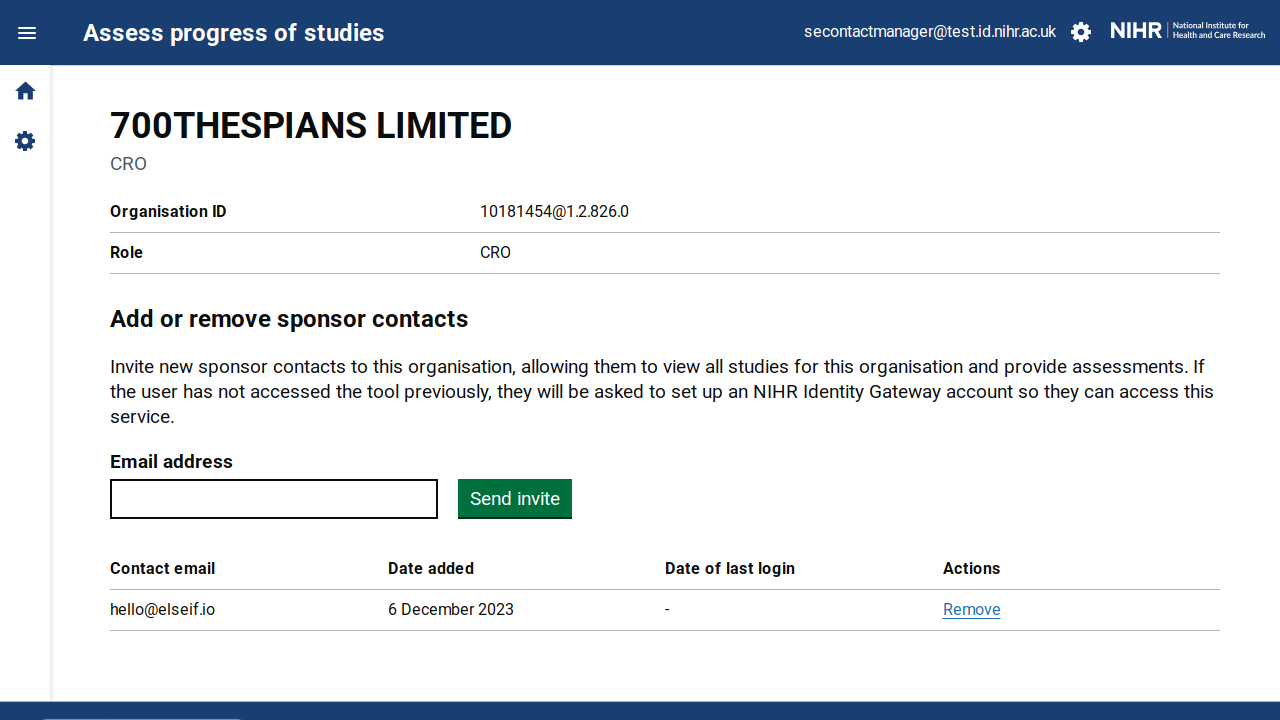 Assess progress of studies
secontactmanager@test.id.nihr.ac.uk
NIHR
National Institute for
Health and Care Research
700THESPIANS LIMITED
CRO
Organisation ID
10181454@1.2.826.0
Role
CRO
Add or remove sponsor contacts
Invite new sponsor contacts to this organisation, allowing them to view all studies for this organisation and provide assessments. If
the user has not accessed the tool previously, they will be asked to set up an NIHR Identity Gateway account so they can access this
service.
Email address
Send invite
Contact email
Date added
Date of last login
Actions
hello@elseif.io
6 December 2023
-
Remove